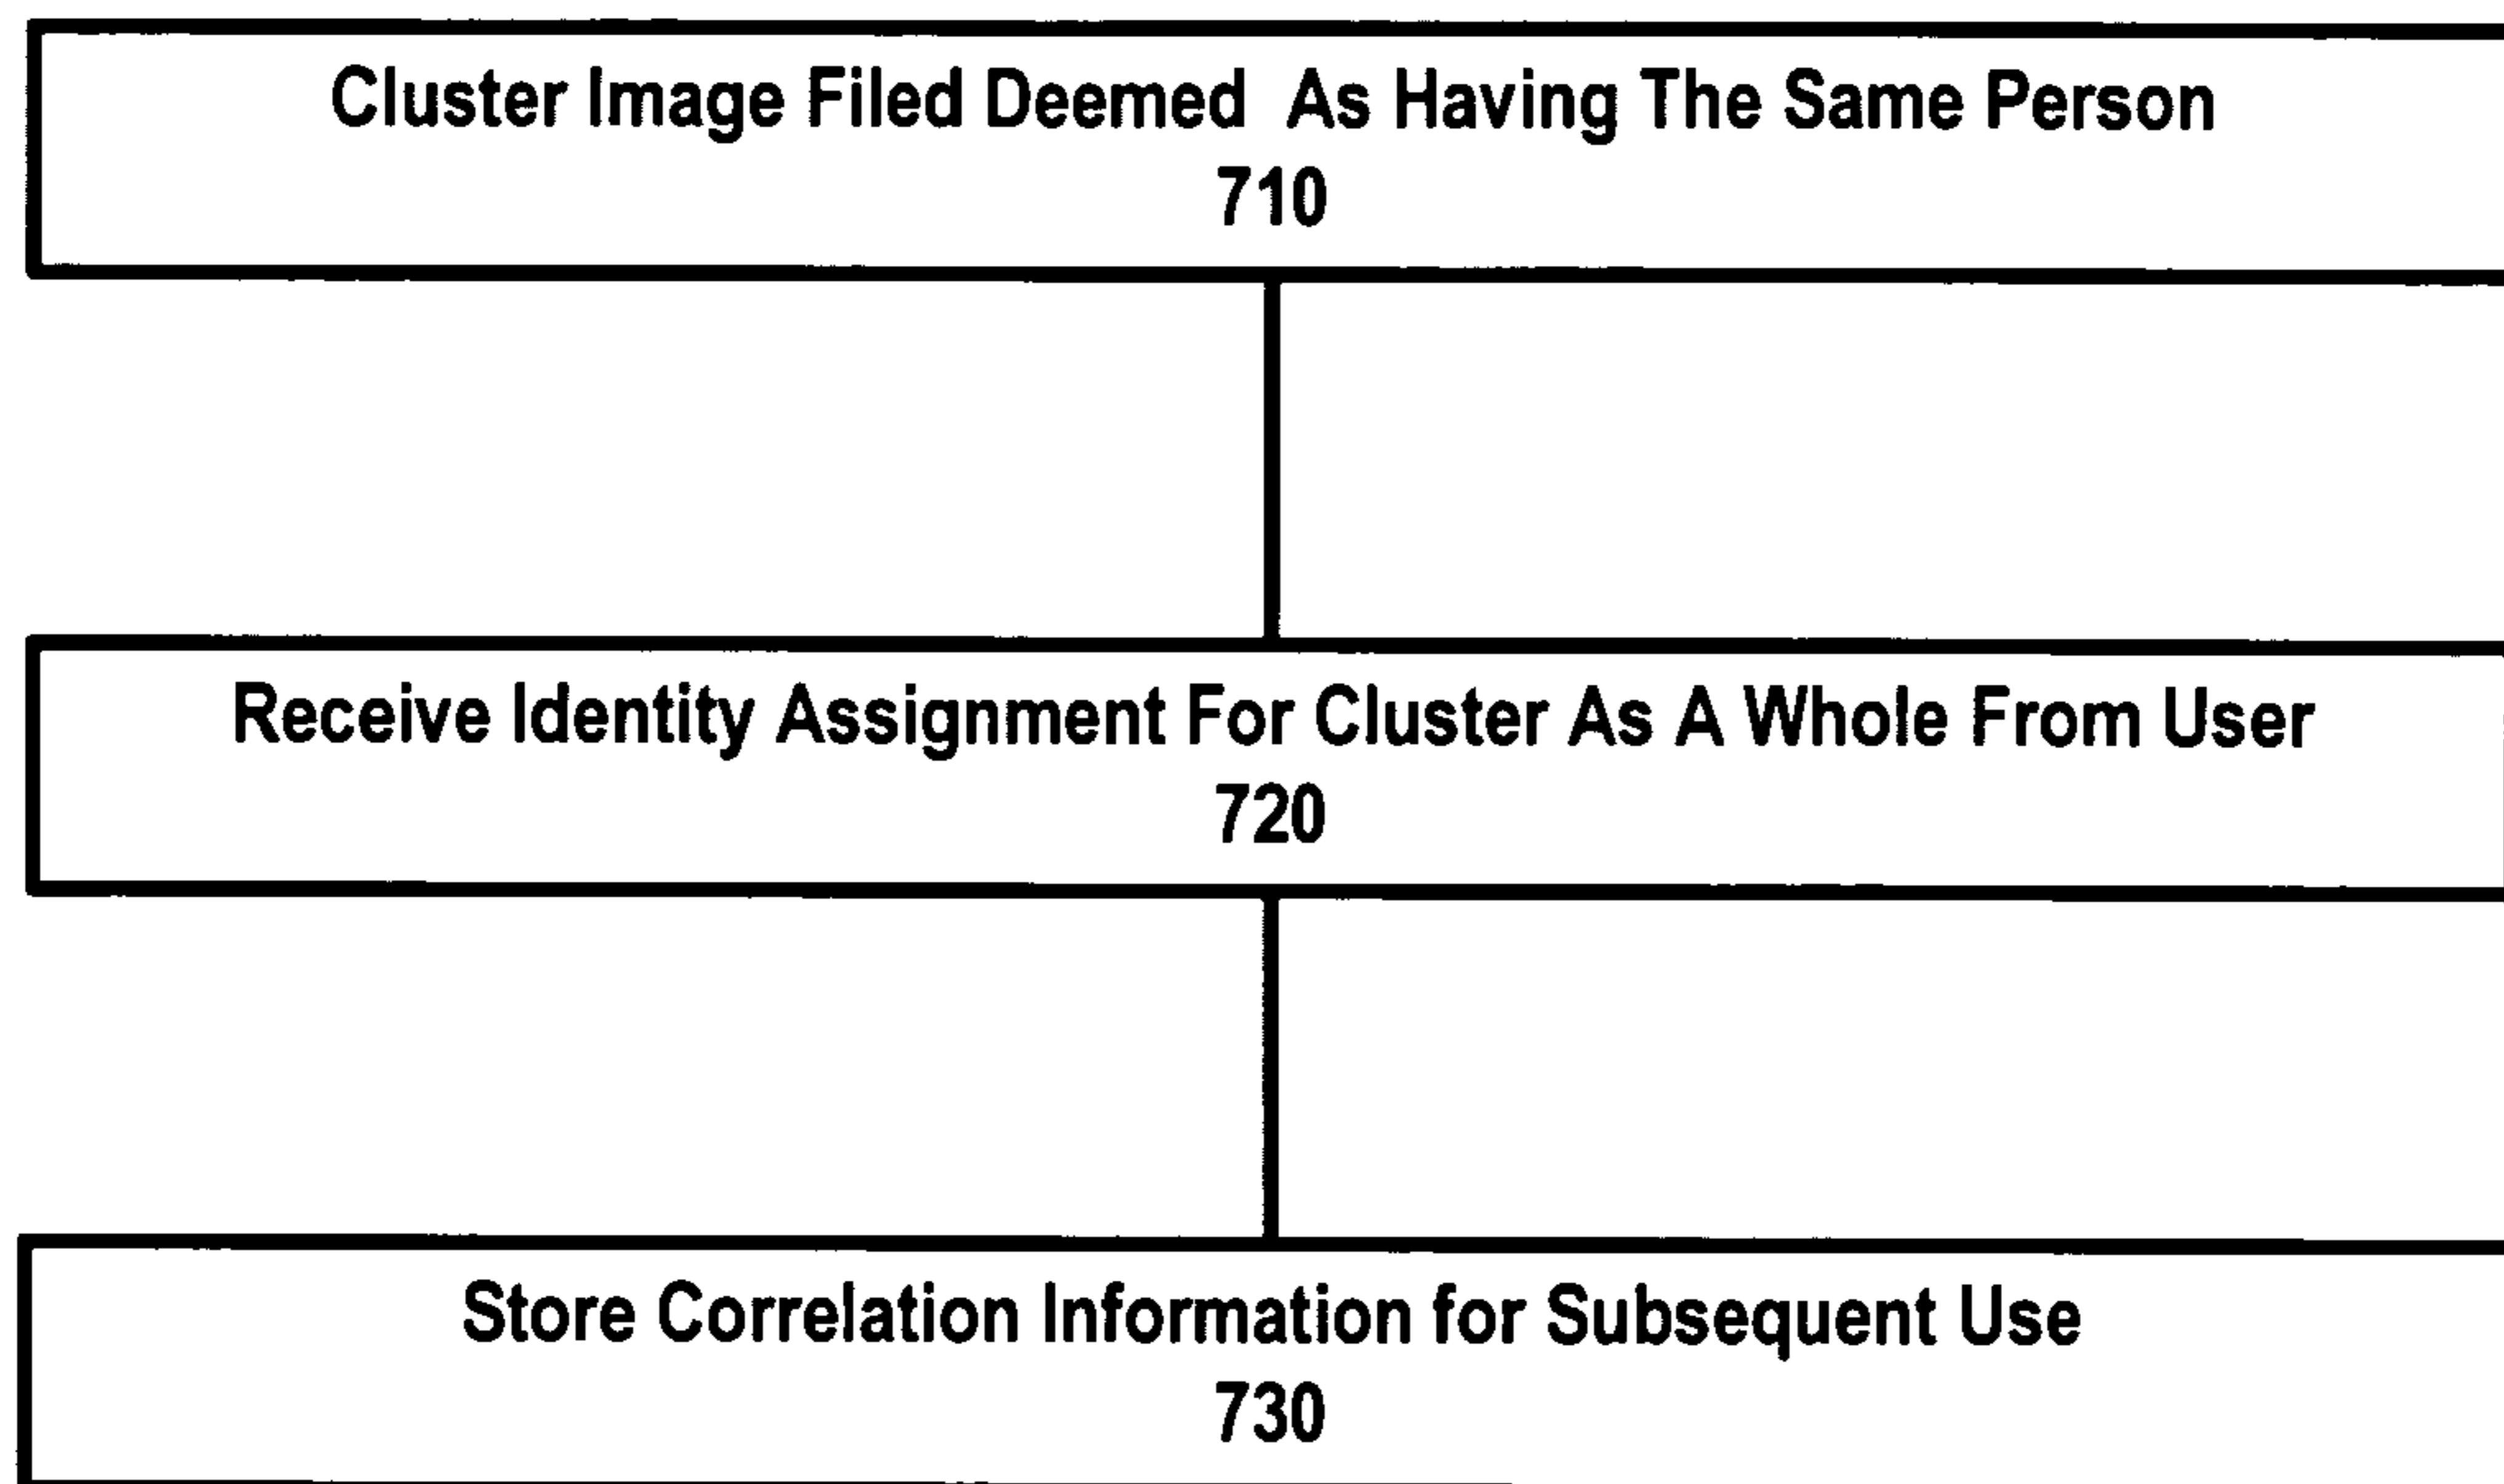 Cluster Image Filed Deemed As Having The Same Person
710
Receive Identity Assignment For Cluster As A Whole From User
720
Store Correlation Information for Subsequent Use
730